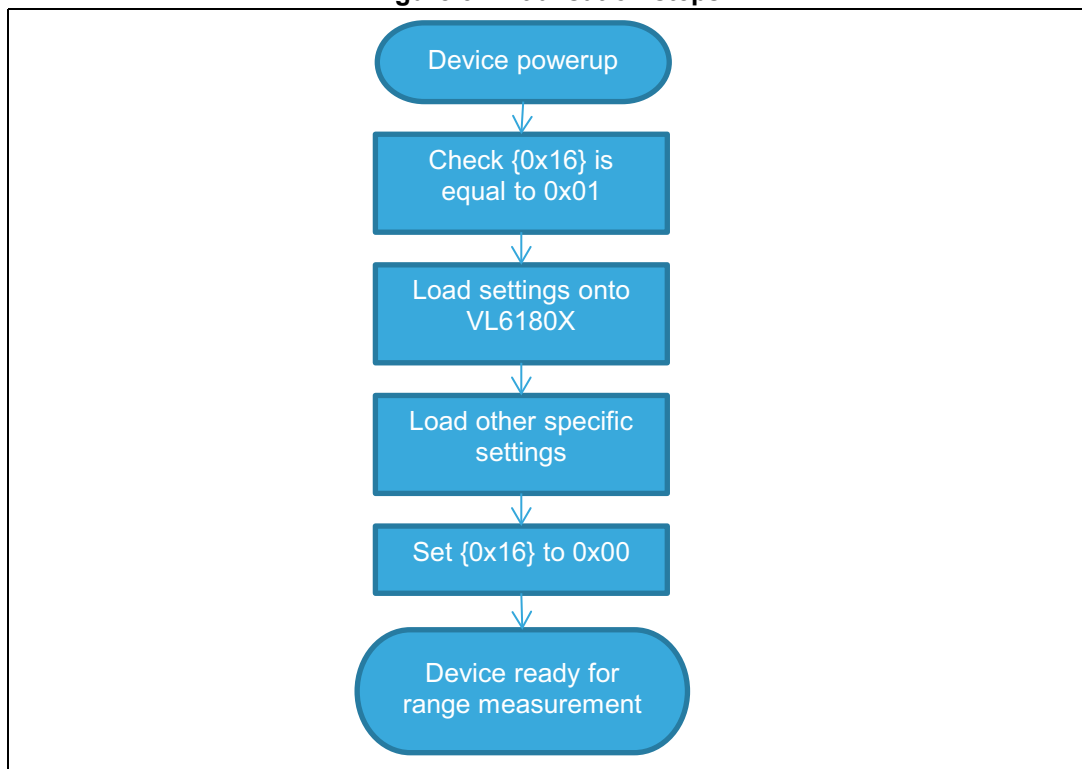 Device powerup
Check {0x16} is
equal to 0x01
Load settings onto
VL6180X
Load other specific
settings
Set {0x16} to 0x00
Device ready for
range measurement